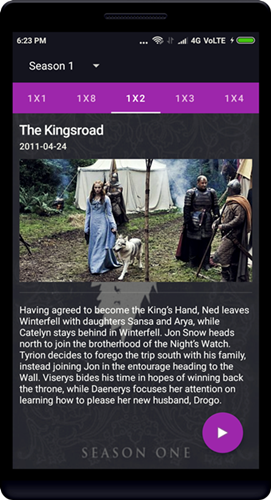 6:23 PM ... 4G VoLTE
Season 1
1X1 1X8 1X2 1X3 1X4
The Kingsroad
2011-04-24
Having agreed to become the King's Hand, Ned leaves
Winterfell with daughters Sansa and Arya, while
Catelyn stays behind in Winterfell. Jon Snow heads
north to join the brotherhood of the Night's Watch.
Tyrion decides to forego the trip south with his family,
instead joining Jon in the entourage heading to the
Wall. Viserys bides his time in hopes of winning back
the throne, while Daenerys focuses her attention on
learning how to please her new husband, Drogo.
SEASON ONE